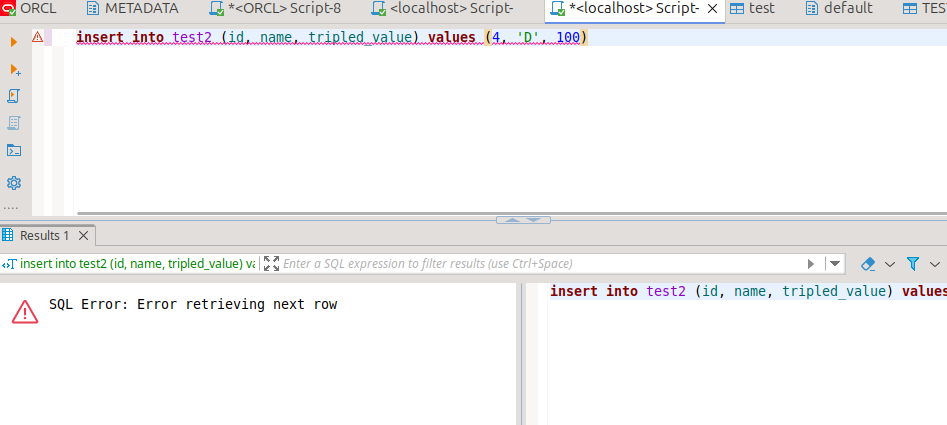 ORCL METADATA *<ORCL> Script-8 <localhost> Script- *<localhost> Script- test default TES
insert into test2 (id, name, tripled_value) values (4, 'D', 100)
Results 1
insert into test2 (id, name, tripled_value) va Enter a SQL expression to filter results (use Ctrl+Space)
SQL Error: Error retrieving next row
insert into test2 (id, name, tripled_value) values